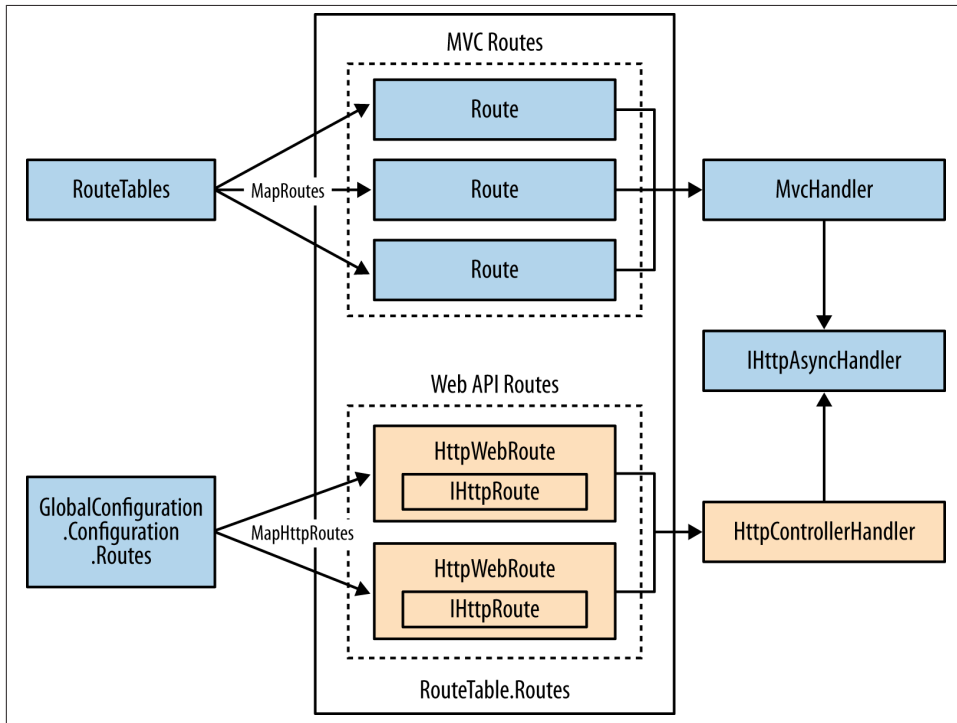 MVC Routes
Route
RouteTables
MapRoutes
Route
MvcHandler
Route
IHttpAsyncHandler
Web API Routes
HttpWebRoute
IHttpRoute
GlobalConfiguration
.Configuration
.Routes
MapHttpRoutes
HttpControllerHandler
HttpWebRoute
IHttpRoute
RouteTable.Routes